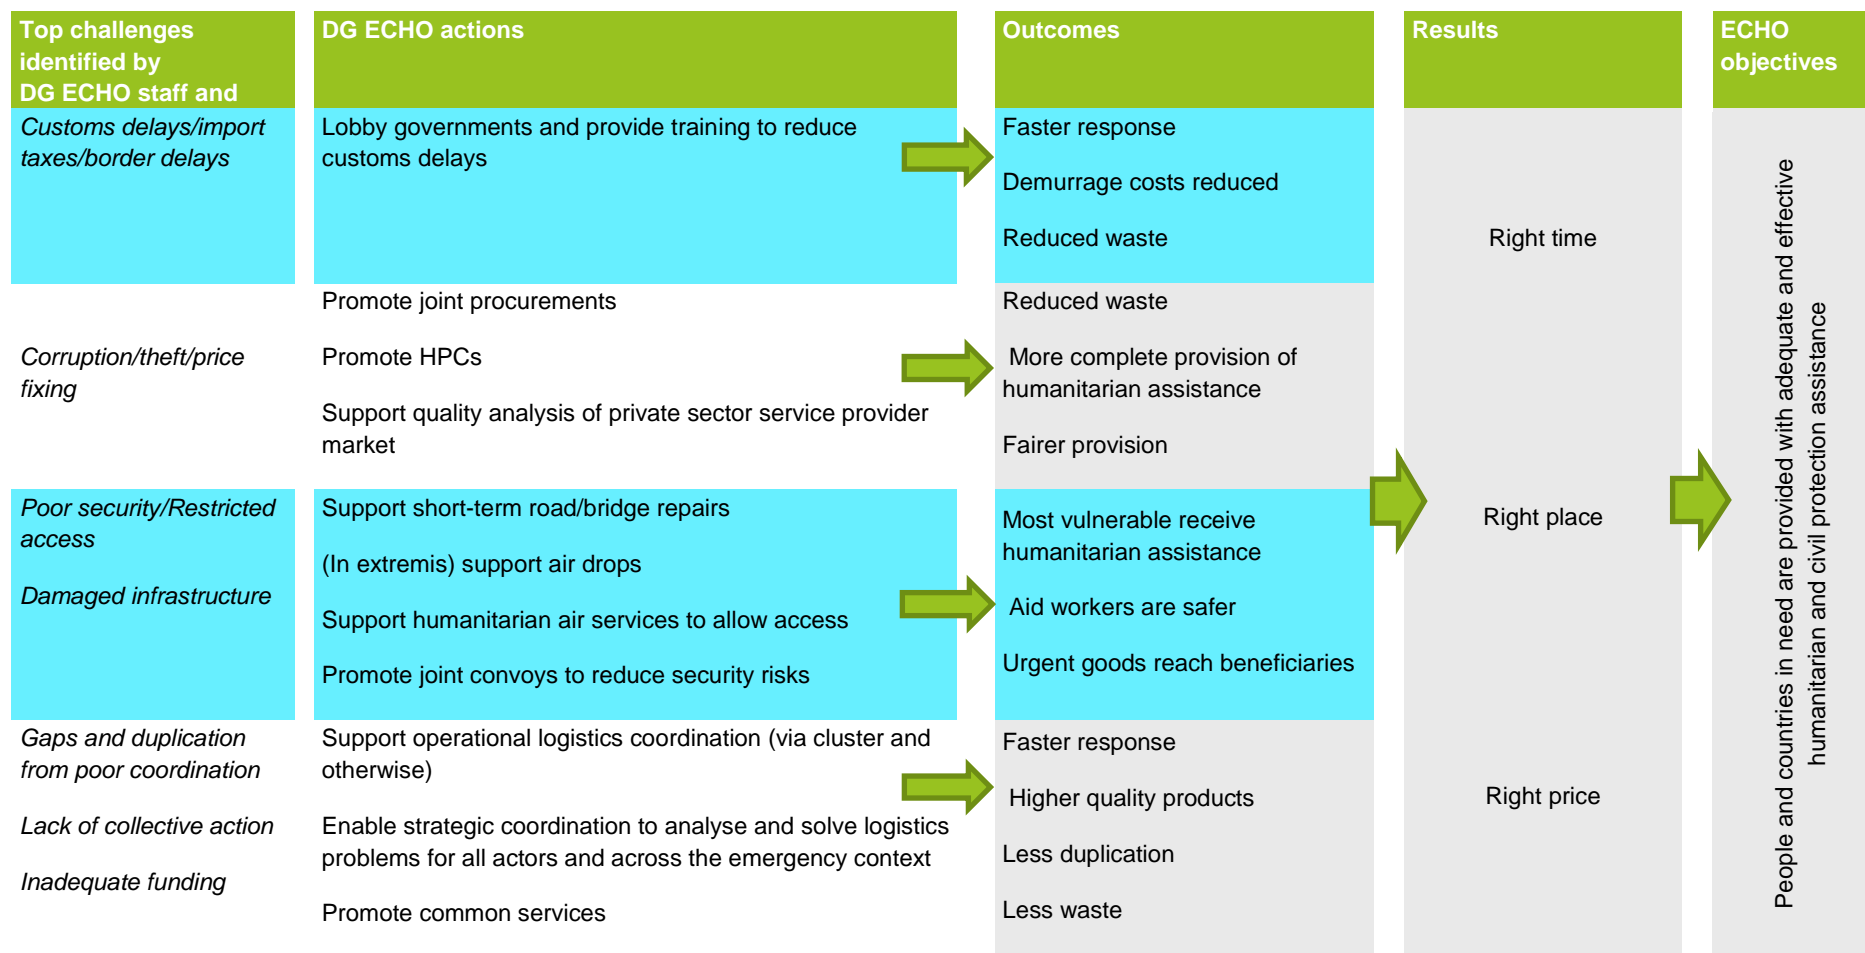 Top challenges
identified by
DG ECHO staff and
DG ECHO actions
Outcomes
Results
ECHO
objectives
Customs delays/import
taxes/border delays
Lobby governments and provide training to reduce
customs delays
Faster response
Demurrage costs reduced
Reduced waste
Corruption/theft/price
fixing
Promote joint procurements
Promote HPCs
Support quality analysis of private sector service provider
market
Reduced waste
More complete provision of
humanitarian assistance
Fairer provision
Poor security/Restricted
access
Damaged infrastructure
Support short-term road/bridge repairs
(In extremis) support air drops
Support humanitarian air services to allow access
Promote joint convoys to reduce security risks
Most vulnerable receive
humanitarian assistance
Aid workers are safer
Urgent goods reach beneficiaries
Gaps and duplication
from poor coordination
Lack of collective action
Inadequate funding
Support operational logistics coordination (via cluster and
otherwise)
Enable strategic coordination to analyse and solve logistics
problems for all actors and across the emergency context
Promote common services
Faster response
Higher quality products
Less duplication
Less waste
Right time
Right place
Right price
People and countries in need are provided with adequate and effective
humanitarian and civil protection assistance